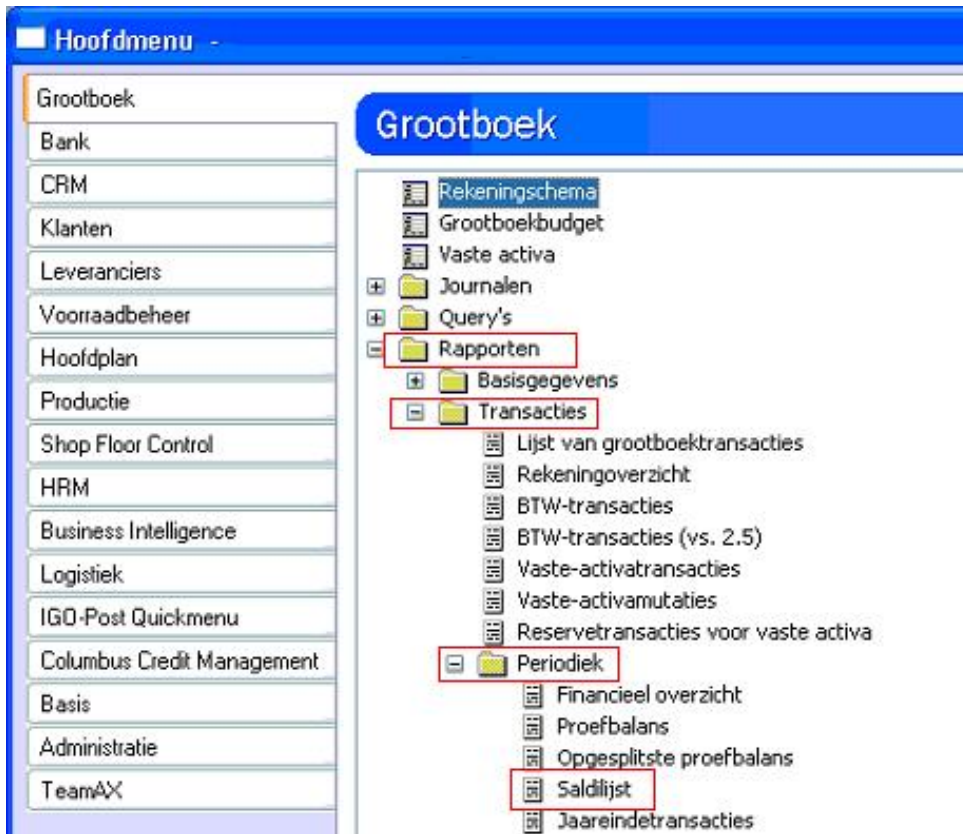 Hoofdmenu -
Grootboek
Bank
CRM
Klanten
Leveranciers
Voorraadbeheer
Hoofdplan
Productie
Shop Floor Control
HRM
Business Intelligence
Logistiek
IGO-Post Quickmenu
Columbus Credit Management
Basis
Administratie
TeamAX
Grootboek
Rekeningschema
Grootboekbudget
Vaste activa
Journalen
Query's
Rapporten
Basisgegevens
Transacties
Lijst van grootboektransacties
Rekeningoverzicht
BTW-transacties
BTW-transacties (vs. 2.5)
Vaste-activatransacties
Vaste-activamutaties
Reservetransacties voor vaste activa
Periodiek
Financieel overzicht
Proefbalans
Opgesplitste proefbalans
Saldilijst
Jaareindetransacties